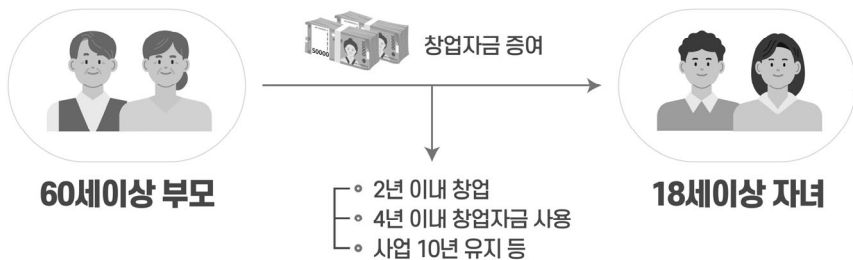 50000
창업자금 증여
60세이상 부모
18세이상 자녀
2년 이내 창업
4년 이내 창업자금 사용
사업 10년 유지 등